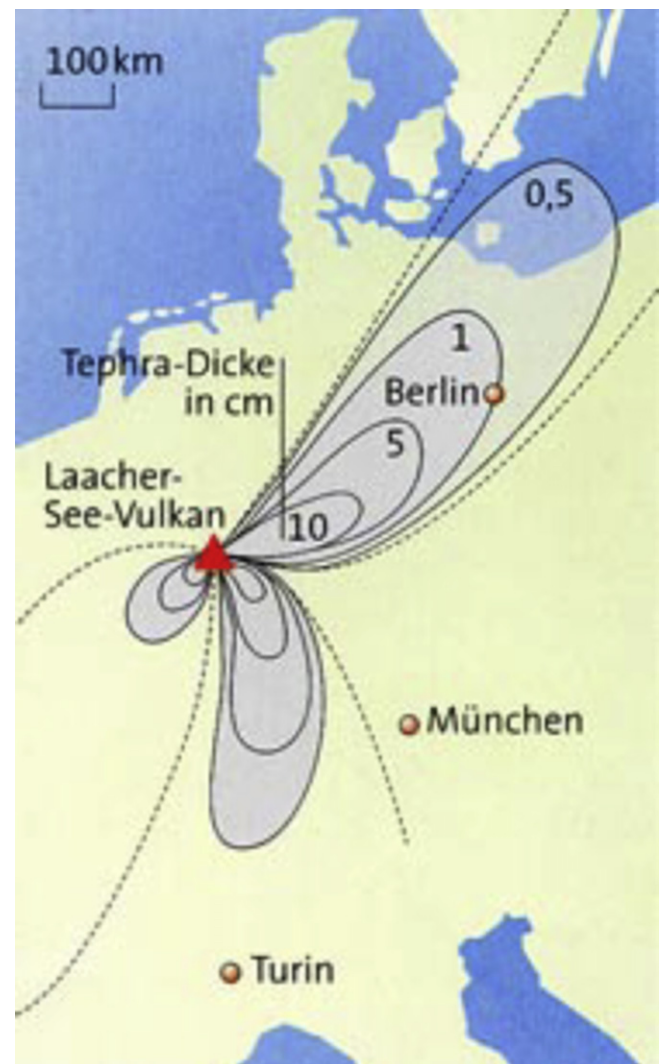 100 km
0,5
1
Tephra-Dicke
in cm
Berlin
5
Laacher-
See-Vulkan
10
München
Turin